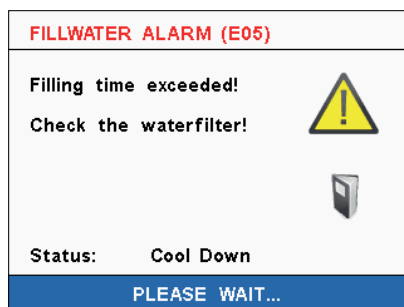 FILLWATER ALARM (E05)
Filling time exceeded!
Check the waterfilter!
Status: Cool Down
PLEASE WAIT...